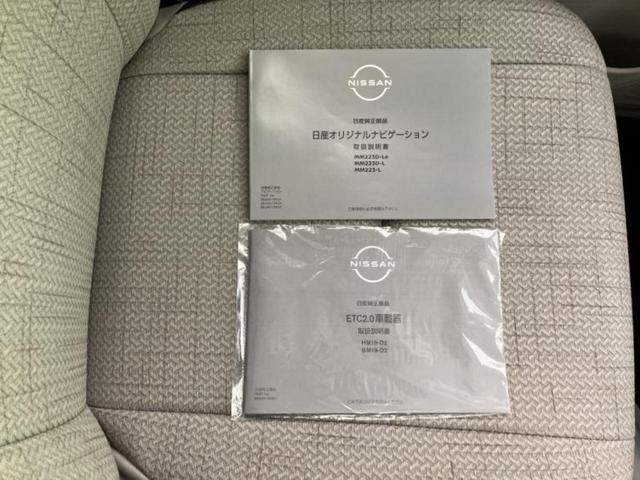 NISSAN
日産純正部品
日産オリジナルナビゲーション
取扱説明書
MM223D-Le
MM223D-L
MM223-L
NISSAN
日産純正部品
ETC2.0車載器
取扱説明書
HM19-D2
BM19-D2